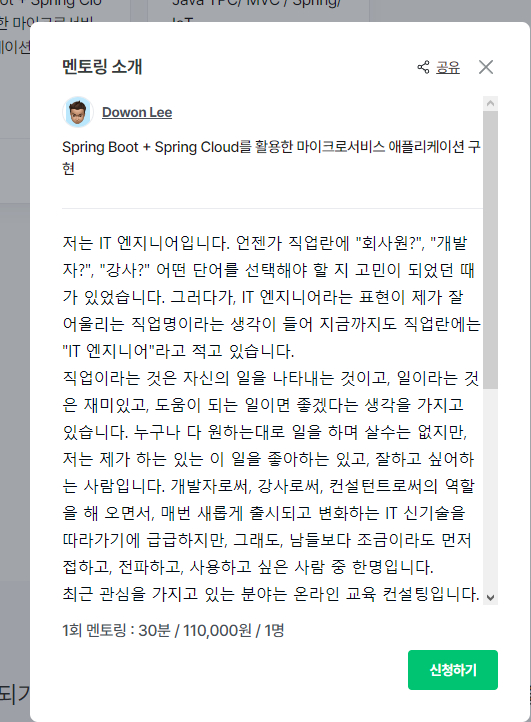 Java TPC/ MVC / Spring/
멘토링 소개
공유
Dowon Lee
Spring Boot + Spring Cloud를 활용한 마이크로서비스 애플리케이션 구
현
저는 IT 엔지니어입니다. 언젠가 직업란에 "회사원?", "개발
자?", "강사?" 어떤 단어를 선택해야 할 지 고민이 되었던 때
가 있었습니다. 그러다가, IT 엔지니어라는 표현이 제가 잘
어울리는 직업명이라는 생각이 들어 지금까지도 직업란에는
"IT 엔지니어"라고 적고 있습니다.
직업이라는 것은 자신의 일을 나타내는 것이고, 일이라는 것
은 재미있고, 도움이 되는 일이면 좋겠다는 생각을 가지고
있습니다. 누구나 다 원하는대로 일을 하며 살수는 없지만,
저는 제가 하는 있는 이 일을 좋아하는 있고, 잘하고 싶어하
는 사람입니다. 개발자로써, 강사로써, 컨설턴트로써의 역할
을 해 오면서, 매번 새롭게 출시되고 변화하는 IT 신기술을
따라가기에 급급하지만, 그래도, 남들보다 조금이라도 먼저
접하고, 전파하고, 사용하고 싶은 사람 중 한명입니다.
최근 관심을 가지고 있는 분야는 온라인 교육 컨설팅입니다.
1회 멘토링 : 30분 / 110,000원 / 1명
신청하기